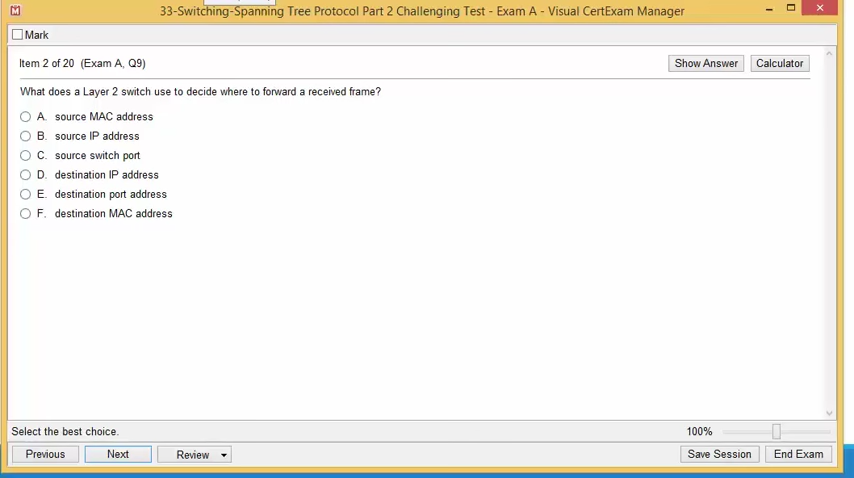 33-Switching-Spanning Tree Protocol Part 2 Challenging Test - Exam A - Visual CertExam Manager
Mark
Item 2 of 20 (Exam A, Q9)
Show Answer
Calculator
What does a Layer 2 switch use to decide where to forward a received frame?
A. source MAC address
B. source IP address
C. source switch port
D. destination IP address
E. destination port address
F. destination MAC address
Select the best choice.
100%
Previous
Next
Review
Save Session
End Exam